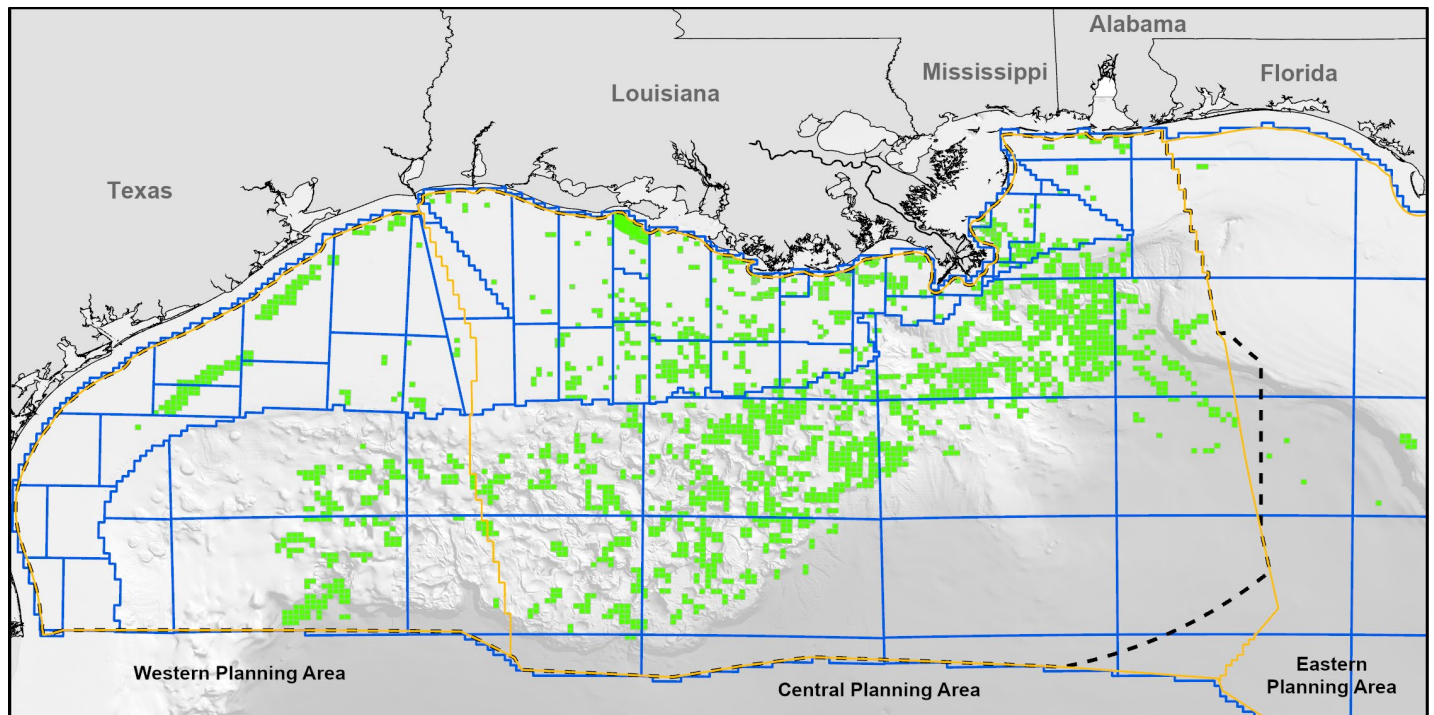 Alabama
Mississippi
Florida
Louisiana
Texas
Western Planning Area
Central Planning Area
Eastern
Planning Area